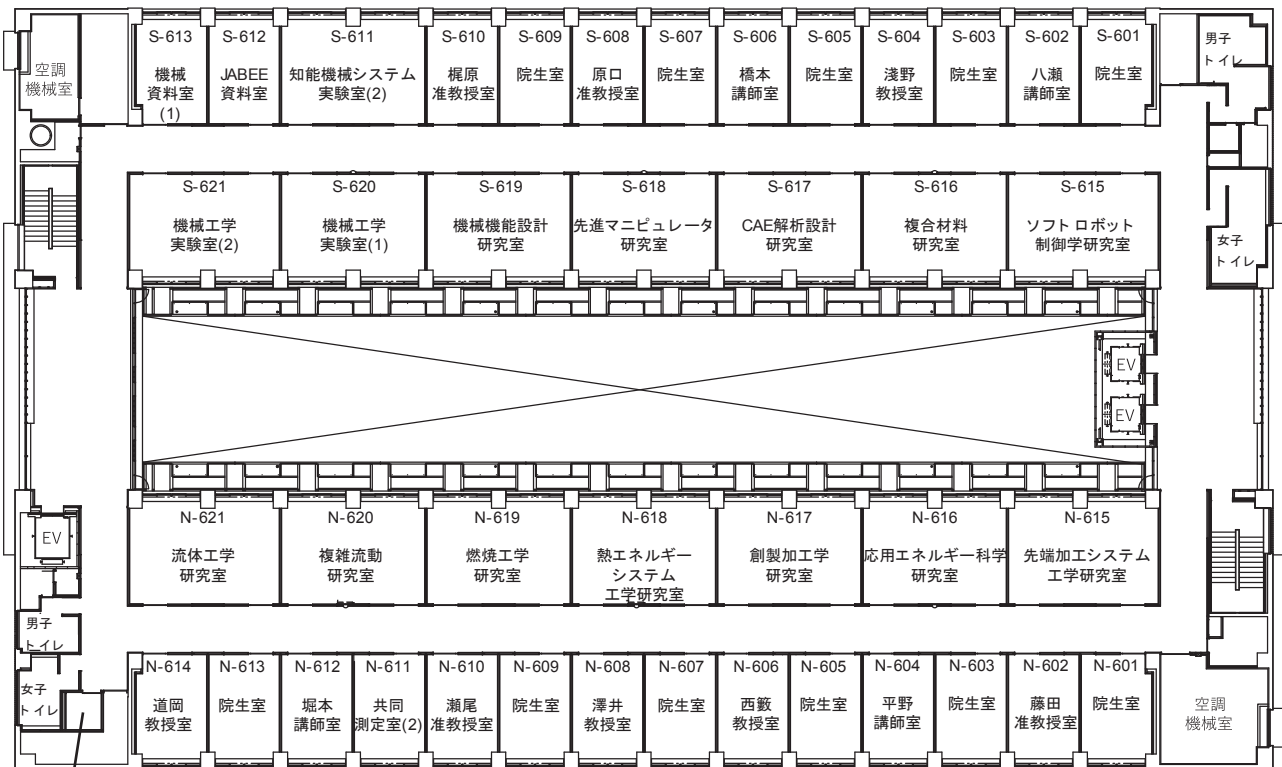 空調
機械室
S-613
機械
資料室
(1)
S-612
JABEE
資料室
S-611
知能機械システム
実験室(2)
S-610
梶原
准教授室
S-609
院生室
S-608
原口
准教授室
S-607
院生室
S-606
橋本
講師室
S-605
院生室
S-604
淺野
教授室
S-603
院生室
S-602
八瀬
講師室
S-601
院生室
男子
トイレ
S-621
機械工学
実験室(2)
S-620
機械工学
実験室(1)
S-619
機械機能設計
研究室
S-618
先進マニピュレータ
研究室
S-617
CAE解析設計
研究室
S-616
複合材料
研究室
S-615
ソフトロボット
制御学研究室
女子
トイレ
EV
EV
EV
N-621
流体工学
研究室
N-620
複雑流動
研究室
N-619
燃焼工学
研究室
N-618
熱エネルギー
システム
工学研究室
N-617
創製加工学
研究室
N-616
応用エネルギー科学
研究室
N-615
先端加工システム
工学研究室
男子
トイレ
女子
トイレ
N-614
道岡
教授室
N-613
院生室
N-612
堀本
講師室
N-611
共同
測定室(2)
N-610
瀬尾
准教授室
N-609
院生室
N-608
澤井
教授室
N-607
院生室
N-606
西籔
教授室
N-605
院生室
N-604
平野
講師室
N-603
院生室
N-602
藤田
准教授室
N-601
院生室
空調
機械室